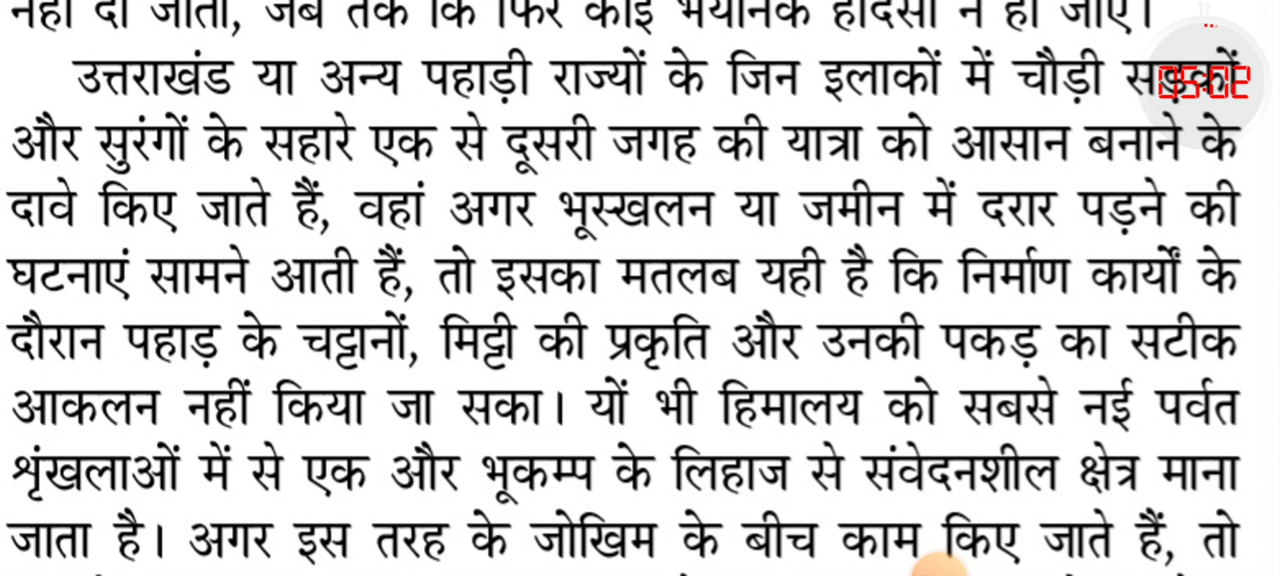 नहीं दी जाती, जब तक कि फिर कोई भयानक हादसा न हो जाए।
उत्तराखंड या अन्य पहाड़ी राज्यों के जिन इलाकों में चौड़ी सड़कों
05:02
और सुरंगों के सहारे एक से दूसरी जगह की यात्रा को आसान बनाने के
दावे किए जाते हैं, वहां अगर भूस्खलन या जमीन में दरार पड़ने की
घटनाएं सामने आती हैं, तो इसका मतलब यही है कि निर्माण कार्यों के
दौरान पहाड़ के चट्टानों, मिट्टी की प्रकृति और उनकी पकड़ का सटीक
आकलन नहीं किया जा सका। यों भी हिमालय को सबसे नई पर्वत
शृंखलाओं में से एक और भूकम्प के लिहाज से संवेदनशील क्षेत्र माना
जाता है। अगर इस तरह के जोखिम के बीच काम किए जाते हैं, तो